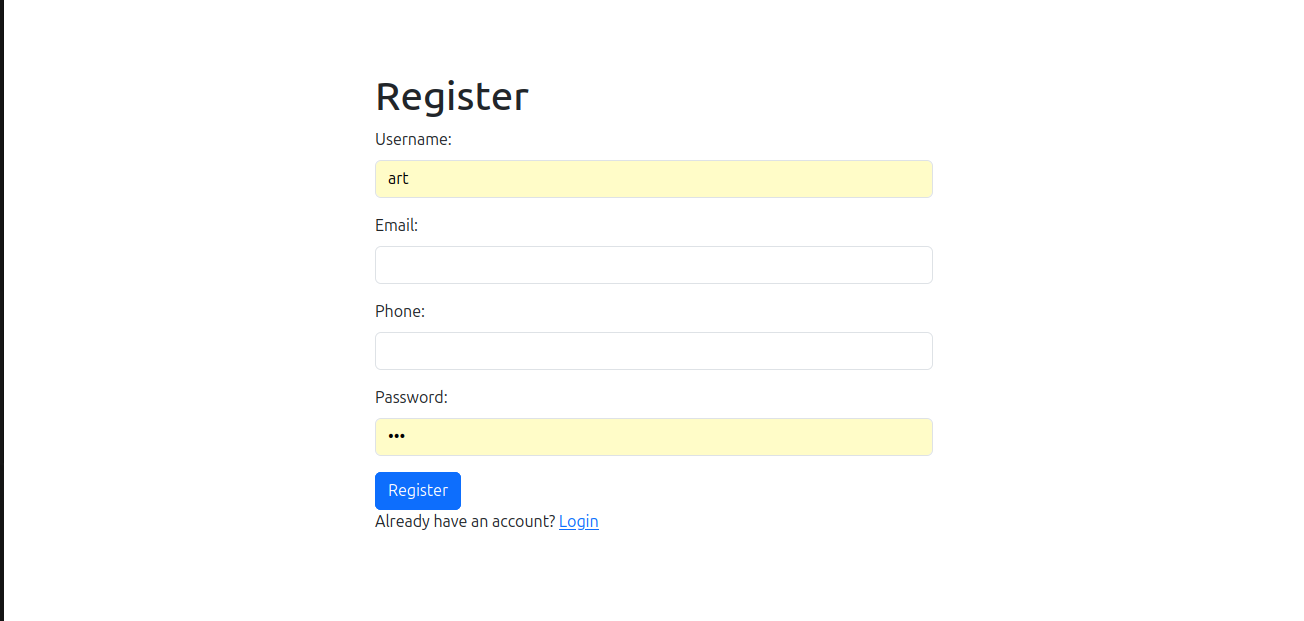 Register
Username:
art
Email:
Phone:
Password:
•••
Register
Already have an account? Login